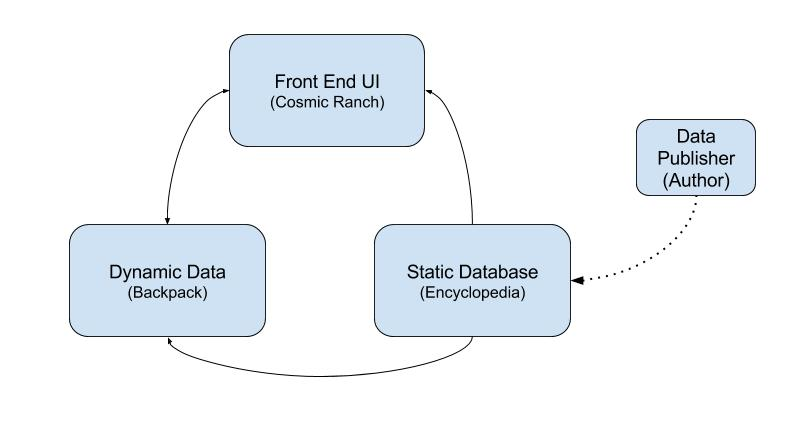 Front End UI
(Cosmic Ranch)
Data
Publisher
(Author)
Dynamic Data
(Backpack)
Static Database
(Encyclopedia)